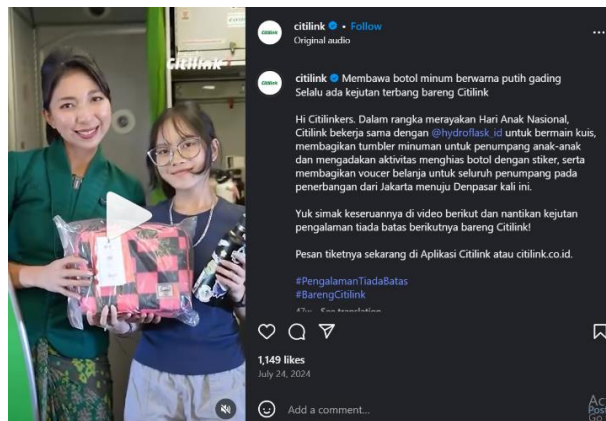 Citilink
citilink • Follow
Original audio
citilink Membawa botol minum berwarna putih gading
Selalu ada kejutan terbang bareng Citilink
Hi Citilinkers. Dalam rangka merayakan Hari Anak Nasional,
Citilink bekerja sama dengan @hydroflask_id untuk bermain kuis,
membagikan tumbler minuman untuk penumpang anak-anak
dan mengadakan aktivitas menghias botol dengan stiker, serta
membagikan voucer belanja untuk seluruh penumpang pada
penerbangan dari Jakarta menuju Denpasar kali ini.
Yuk simak keseruannya di video berikut dan nantikan kejutan
pengalaman tiada batas berikutnya bareng Citilink!
Pesan tiketnya sekarang di Aplikasi Citilink atau citilink.co.id.
#PengalamanTiadaBatas
#BarengCitilink
47w See translation
1,149 likes
July 24, 2024
Add a comment...
Post